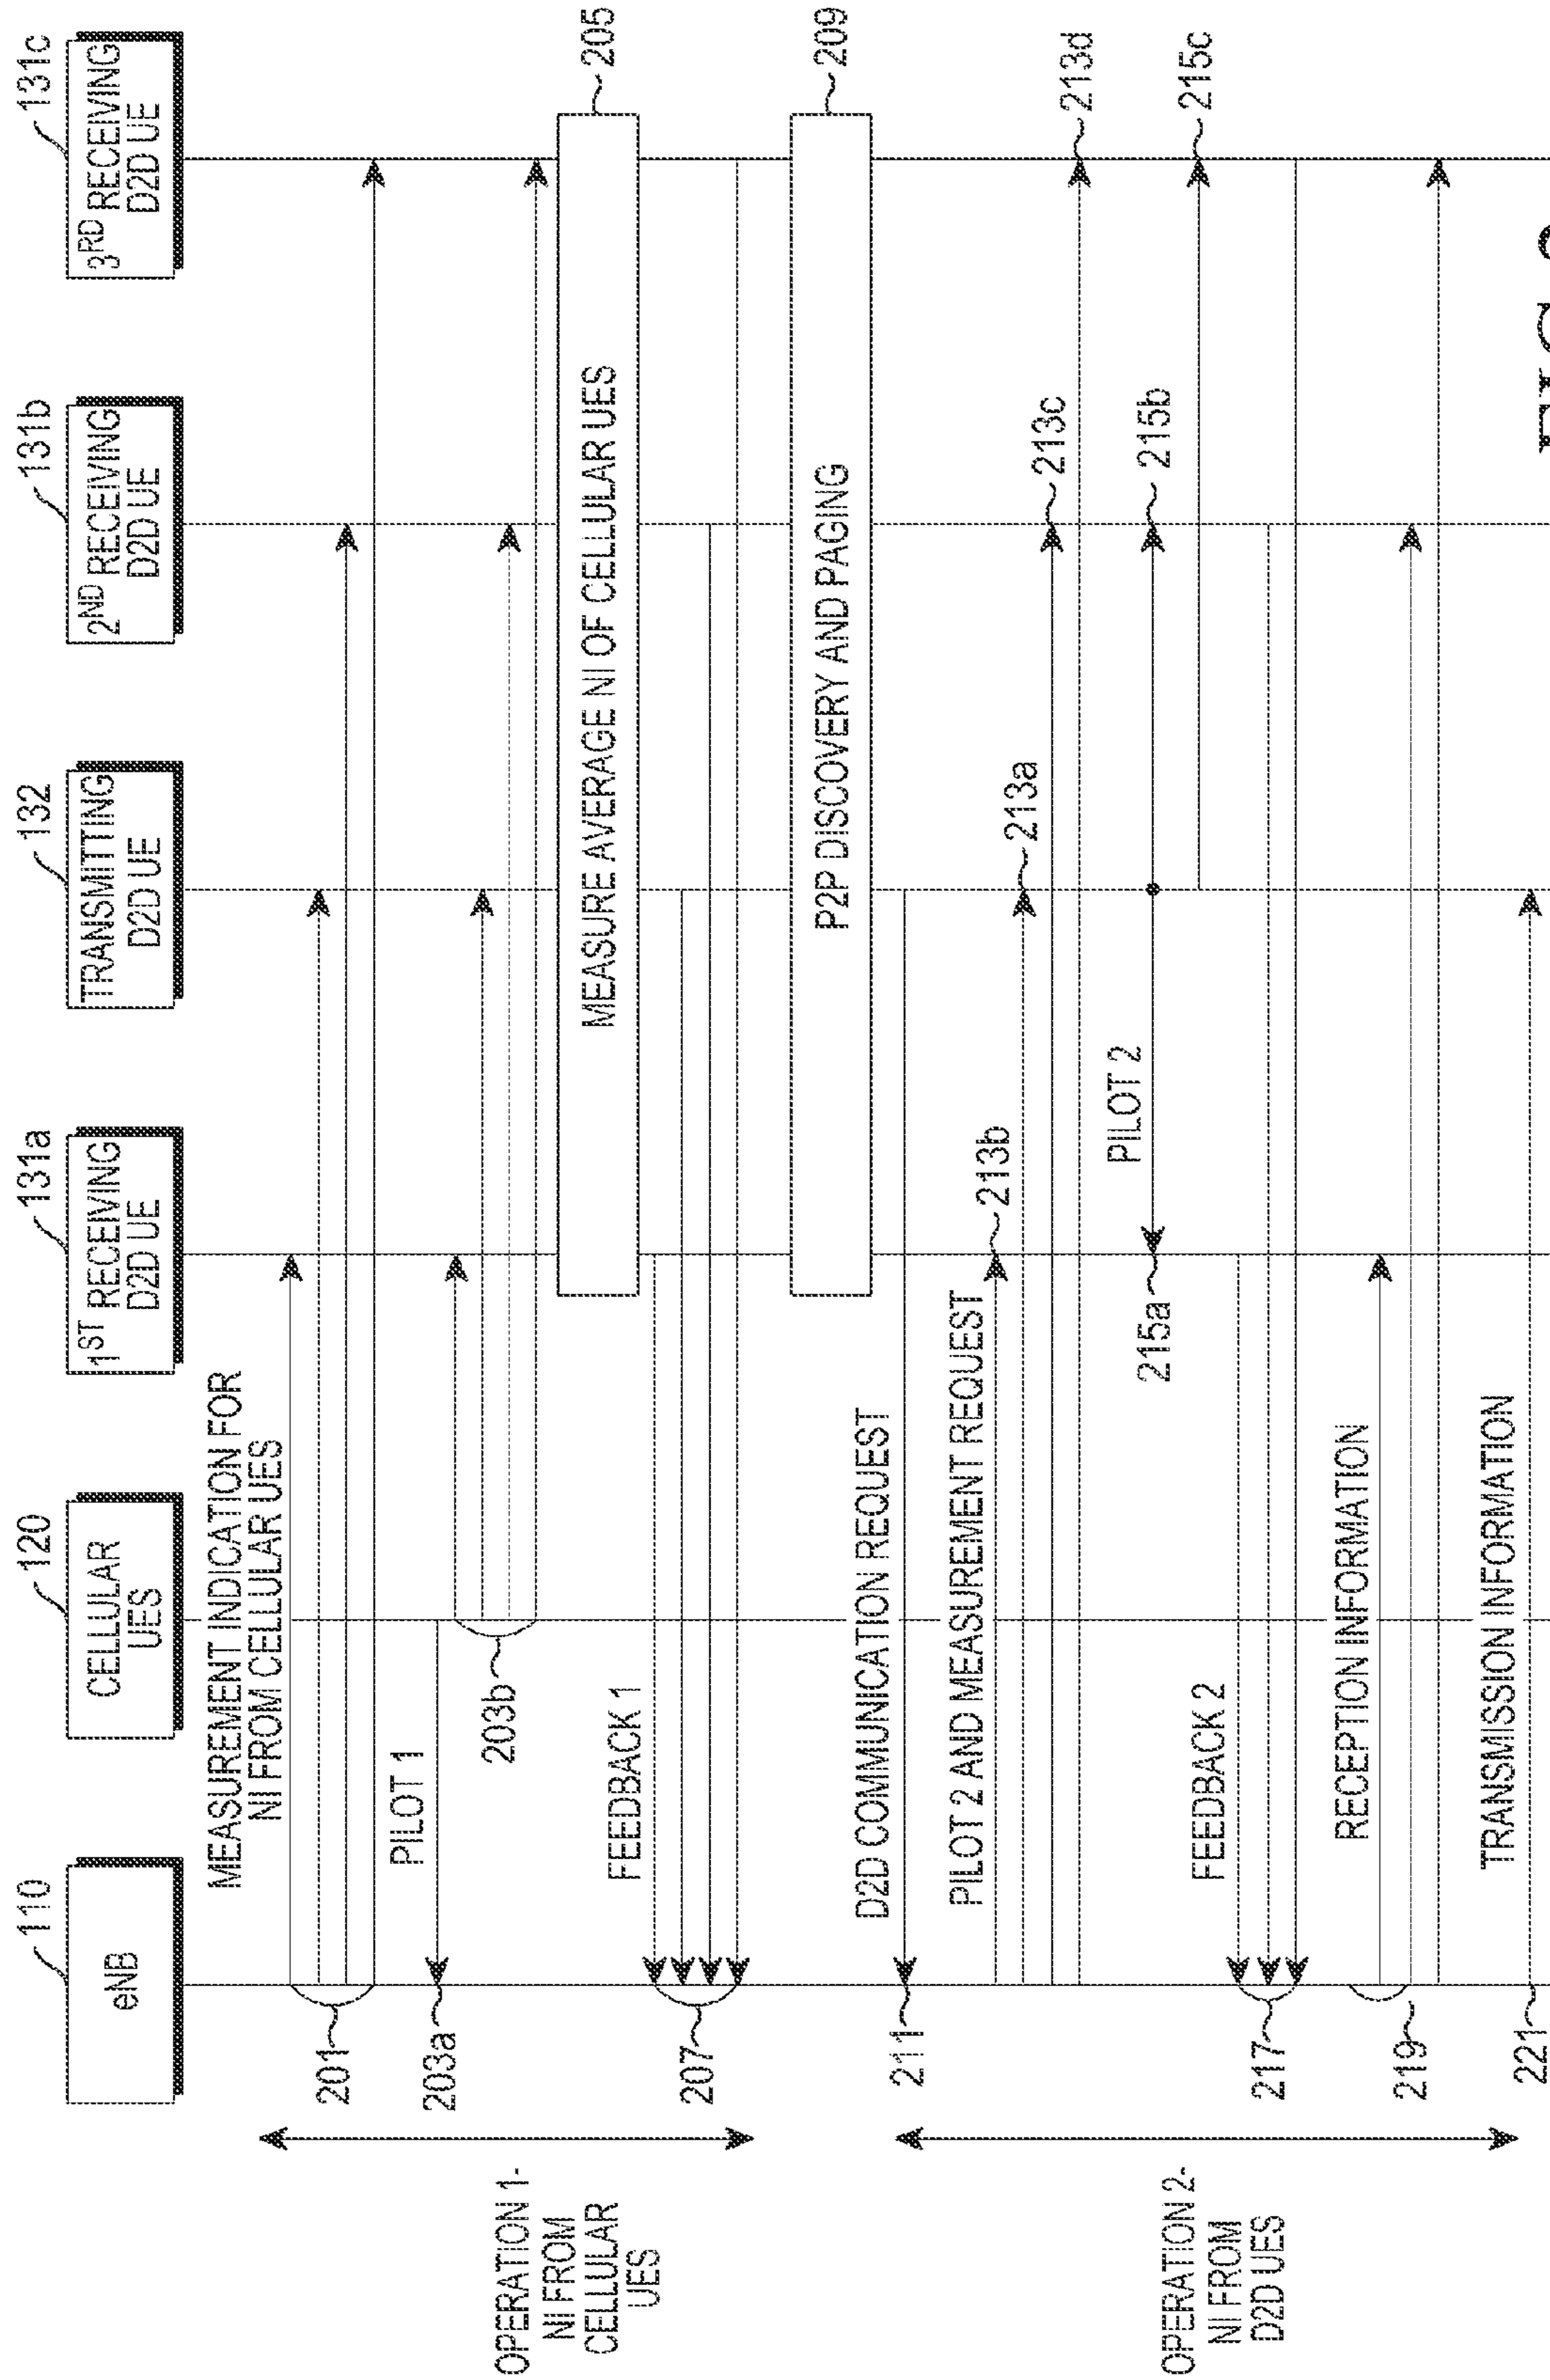 110
eNB
120
CELLULAR
UES
131a
1ST RECEIVING
D2D UE
132
TRANSMITTING
D2D UE
131b
2ND RECEIVING
D2D UE
131c
3RD RECEIVING
D2D UE
OPERATION 1-
NI FROM
CELLULAR
UES
MEASUREMENT INDICATION FOR
NI FROM CELLULAR UES
201
PILOT 1
203a
203b
MEASURE AVERAGE NI OF CELLULAR UES
205
FEEDBACK 1
207
P2P DISCOVERY AND PAGING
209
OPERATION 2-
NI FROM
D2D UES
D2D COMMUNICATION REQUEST
211
PILOT 2 AND MEASUREMENT REQUEST
213b
213a
213c
213d
PILOT 2
215a
215b
215c
FEEDBACK 2
217
RECEPTION INFORMATION
219
TRANSMISSION INFORMATION
221